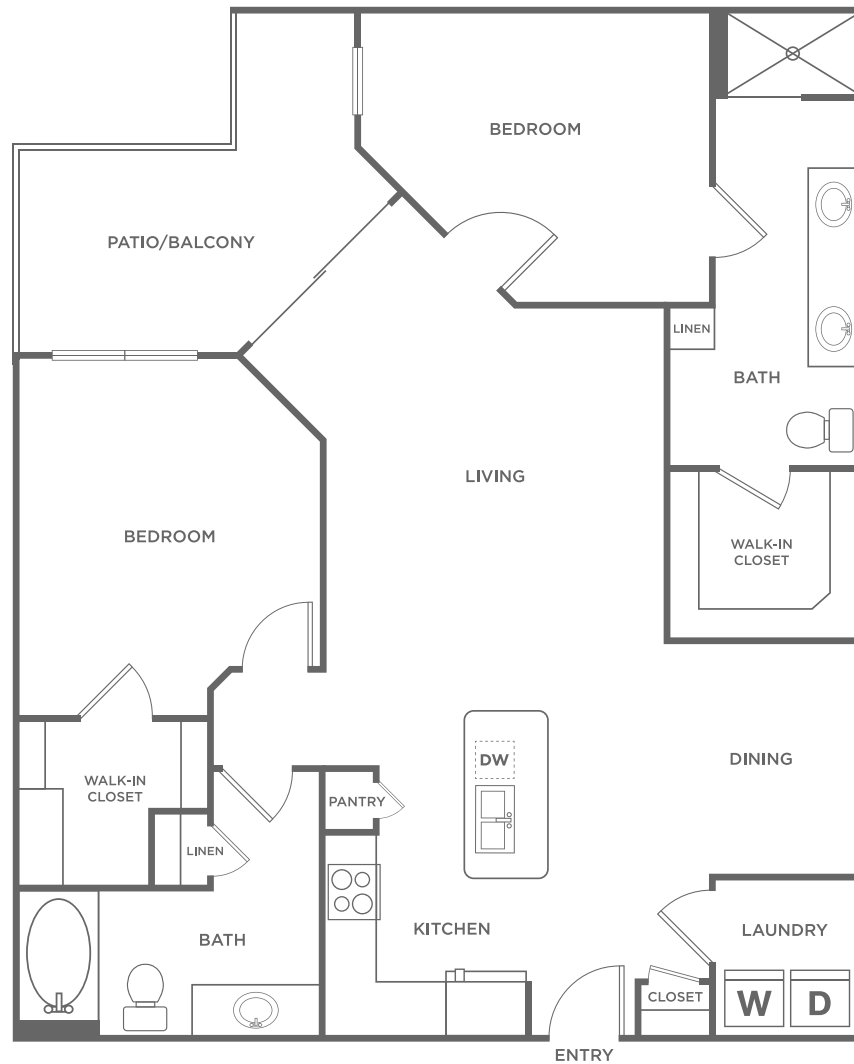 BEDROOM
PATIO/BALCONY
LINEN
BATH
LIVING
BEDROOM
WALK-IN
CLOSET
DW
DINING
WALK-IN
CLOSET
PANTRY
LINEN
KITCHEN
BATH
LAUNDRY
CLOSET
W
D
ENTRY